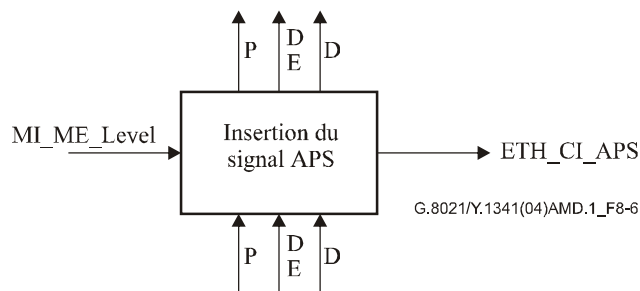 P
D
E
D
MI_ME_Level
Insertion du
signal APS
ETH_CI_APS
G.8021/Y.1341(04)AMD.1_F8-6
P
D
E
D